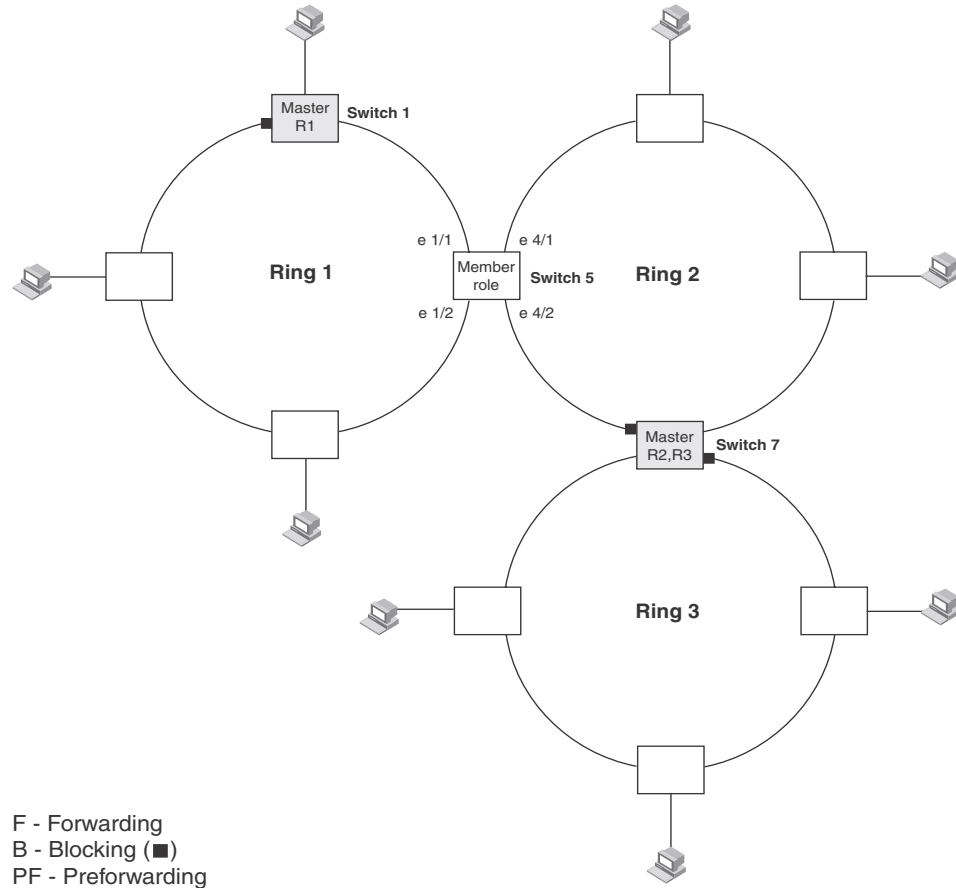 Master
R1
Switch 1
e 1/1
e 4/1
Ring 1
Member
role
Switch 5
Ring 2
e 1/2
e 4/2
Master
R2,R3
Switch 7
Ring 3
F - Forwarding
B - Blocking (■)
PF - Preforwarding